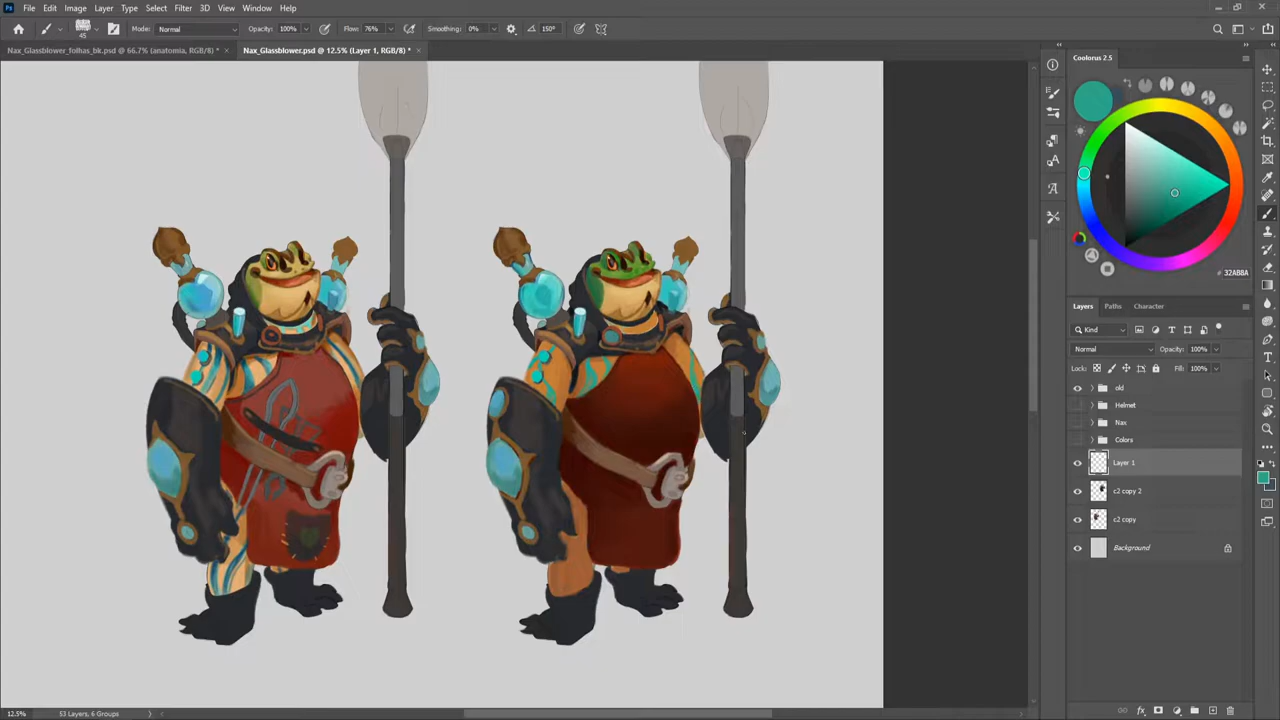 Ps File Edit Image Layer Type Select Filter 3D View Window Help
45 Mode: Normal Opacity: 100% Flow: 76% Smoothing: 0% 150°
Nax_Glassblower_folhas_bk.psd @ 66.7% (anatomia, RGB/8) * × Nax_Glassblower.psd @ 12.5% (Layer 1, RGB/8) * ×
Coolorus 2.5
32A88A
Layers Paths Character
Kind
Normal Opacity: 100%
Lock: Fill: 100%
old
Helmet
Nax
Colors
Layer 1
c2 copy 2
c2 copy
Background
12.5% 53 Layers, 6 Groups